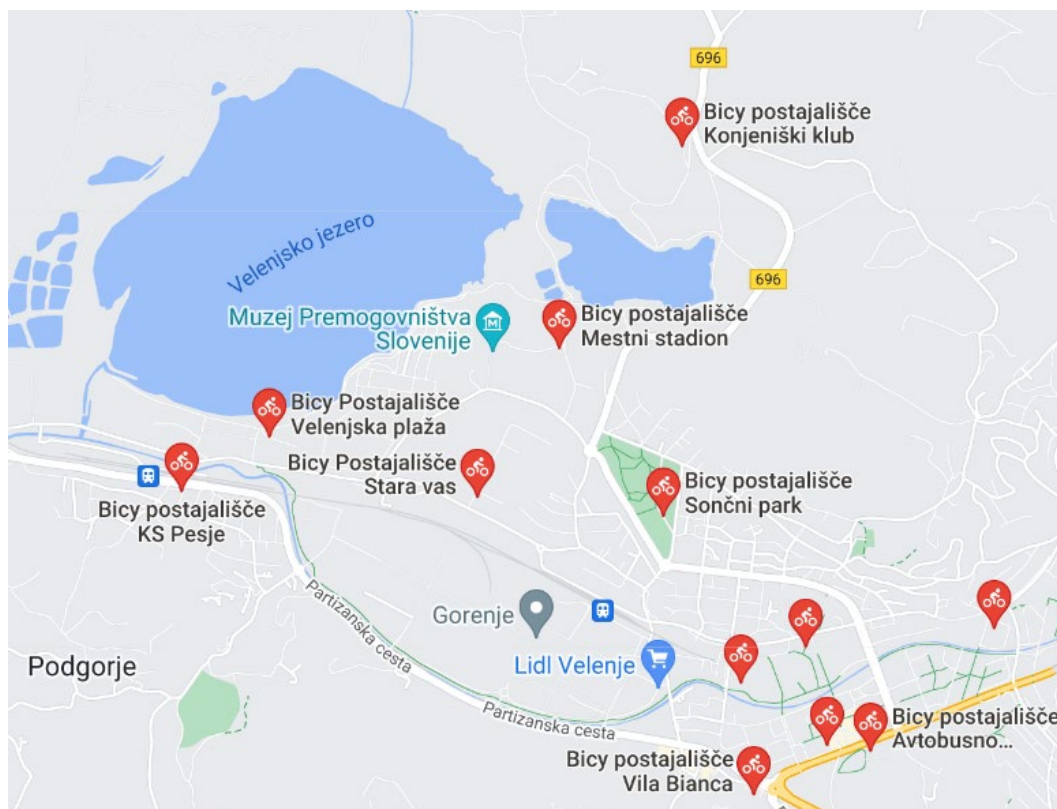 696
Bicy postajališče
Konjeniški klub
Velenjsko jezero
696
Muzej Premogovništva
Slovenije
Bicy postajališče
Mestni stadion
Bicy Postajališče
Velenjska plaža
Bicy Postajališče
Stara vas
Bicy postajališče
Sončni park
Bicy postajališče
KS Pesje
Partizanska cesta
Gorenje
Podgorje
Lidl Velenje
Partizanska cesta
Bicy postajališče
Avtobusno...
Bicy postajališče
Vila Bianca